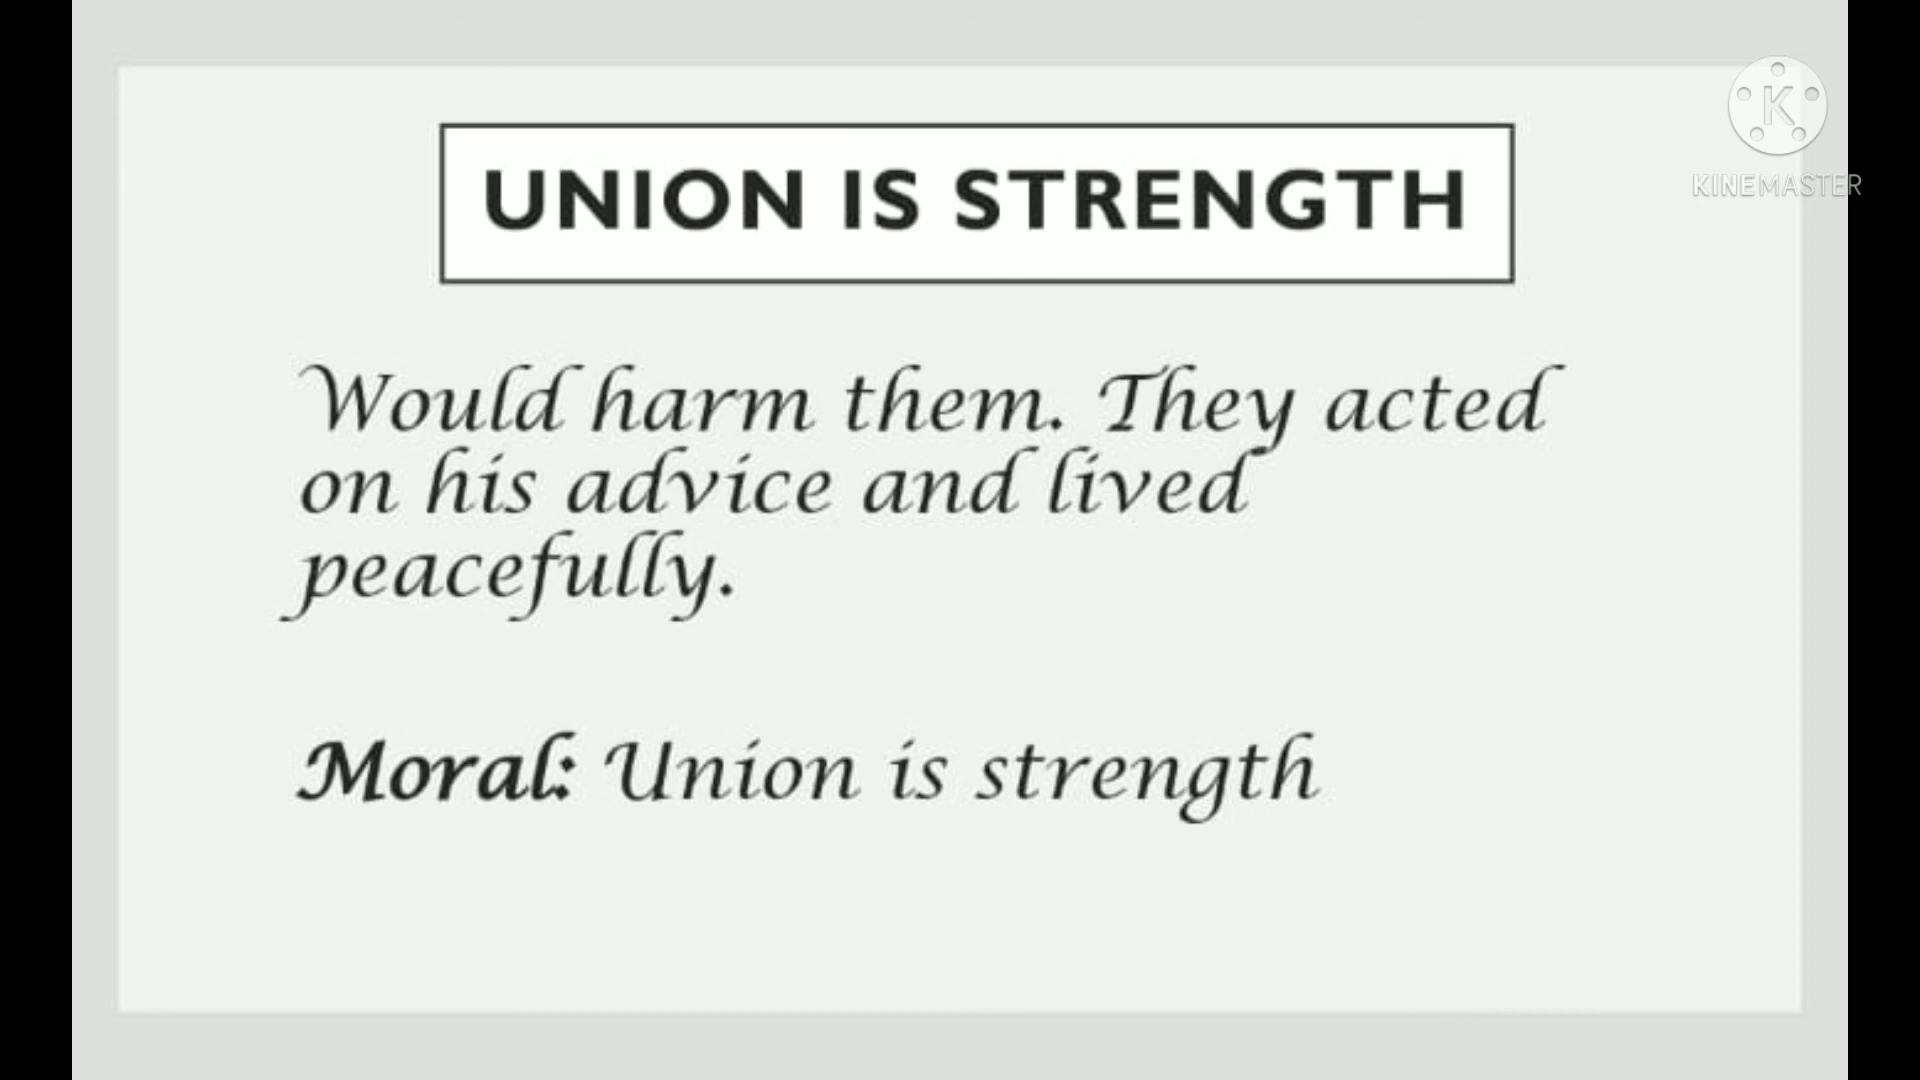 UNION IS STRENGTH
Would harm them. They acted
on his advice and lived
peacefully.
Moral: Union is strength
K
KINEMASTER